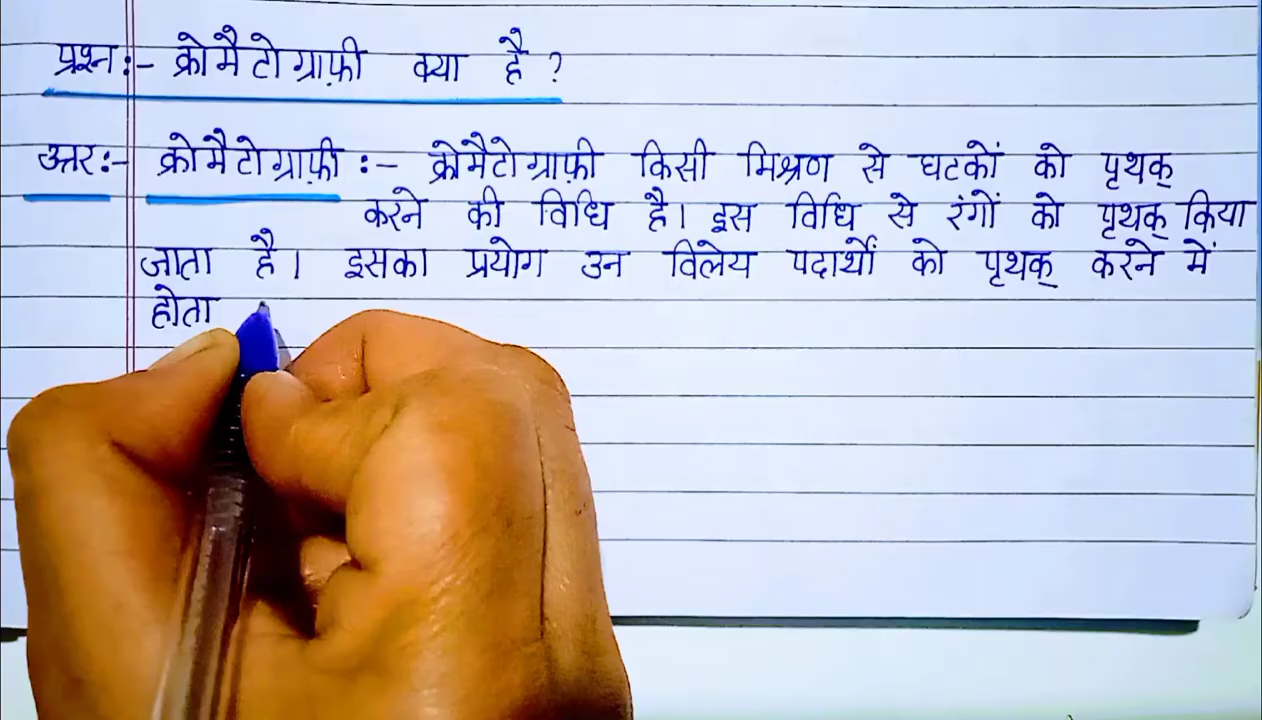 प्रश्न :- क्रोमैटोग्राफ़ी क्या है ?
उत्तर :- क्रोमैटोग्राफ़ी :- क्रोमैटोग्राफ़ी किसी मिश्रण से घटकों को पृथक्
करने की विधि है। इस विधि से रंगों को पृथक् किया
जाता है। इसका प्रयोग उन विलेय पदार्थों को पृथक् करने में
होता